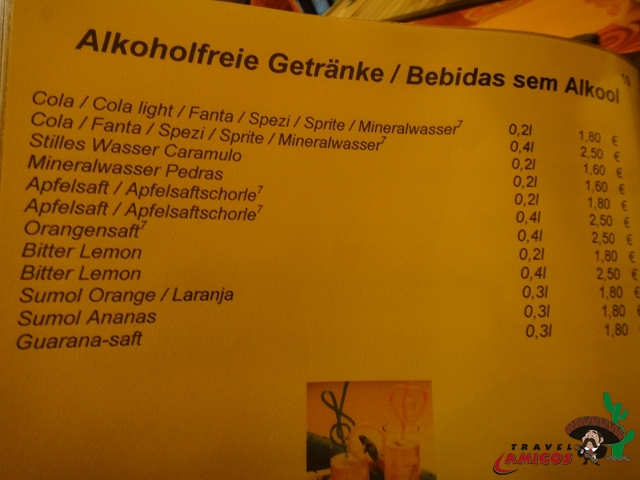 Alkoholfreie Getränke / Bebidas sem Alkool
Cola / Cola light / Fanta / Spezi / Sprite / Mineralwasser⁷ 0,2l 1,80 €
Cola / Fanta / Spezi / Sprite / Mineralwasser⁷ 0,4l 2,50 €
Stilles Wasser Caramulo 0,2l 1,60 €
Mineralwasser Pedras 0,2l 1,60 €
Apfelsaft / Apfelsaftschorle⁷ 0,2l 1,80 €
Apfelsaft / Apfelsaftschorle⁷ 0,4l 2,50 €
Orangensaft⁷ 0,4l 2,50 €
Bitter Lemon 0,2l 1,80 €
Bitter Lemon 0,4l 2,50 €
Sumol Orange / Laranja 0,3l 1,80 €
Sumol Ananas 0,3l 1,80 €
Guarana-saft 0,3l 1,80
TRAVEL
AMIGOS